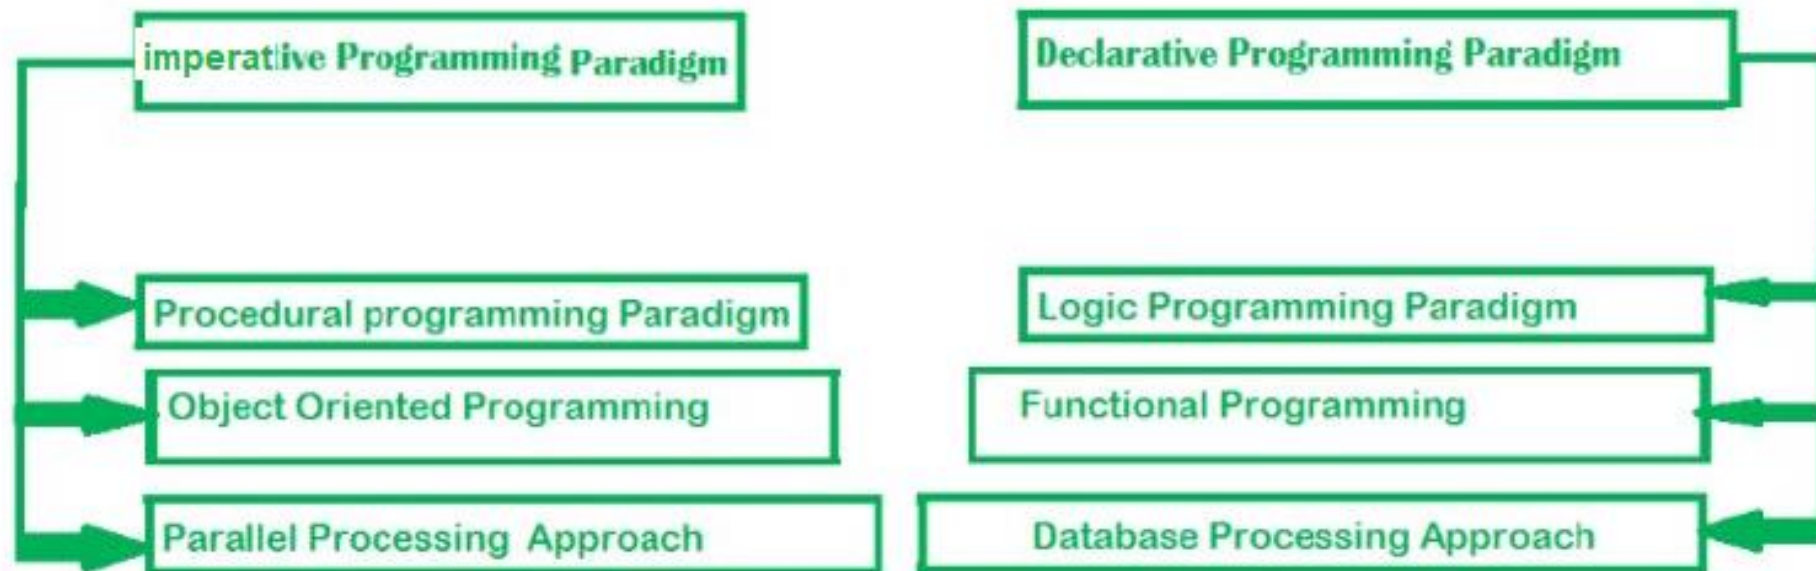 imperative Programming Paradigm
Declarative Programming Paradigm
Procedural programming Paradigm
Logic Programming Paradigm
Object Oriented Programming
Functional Programming
Parallel Processing Approach
Database Processing Approach